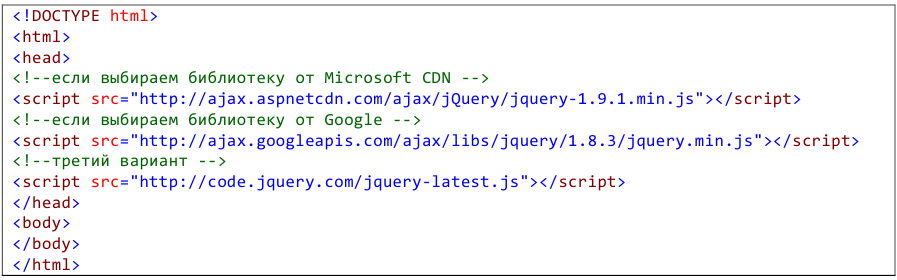 <!DOCTYPE html>
<html>
<head>
<!--если выбираем библиотеку от Microsoft CDN -->
<script src="http://ajax.aspnetcdn.com/ajax/jQuery/jquery-1.9.1.min.js"></script>
<!--если выбираем библиотеку от Google -->
<script src="http://ajax.googleapis.com/ajax/libs/jquery/1.8.3/jquery.min.js"></script>
<!--третий вариант -->
<script src="http://code.jquery.com/jquery-latest.js"></script>
</head>
<body>
</body>
</html>